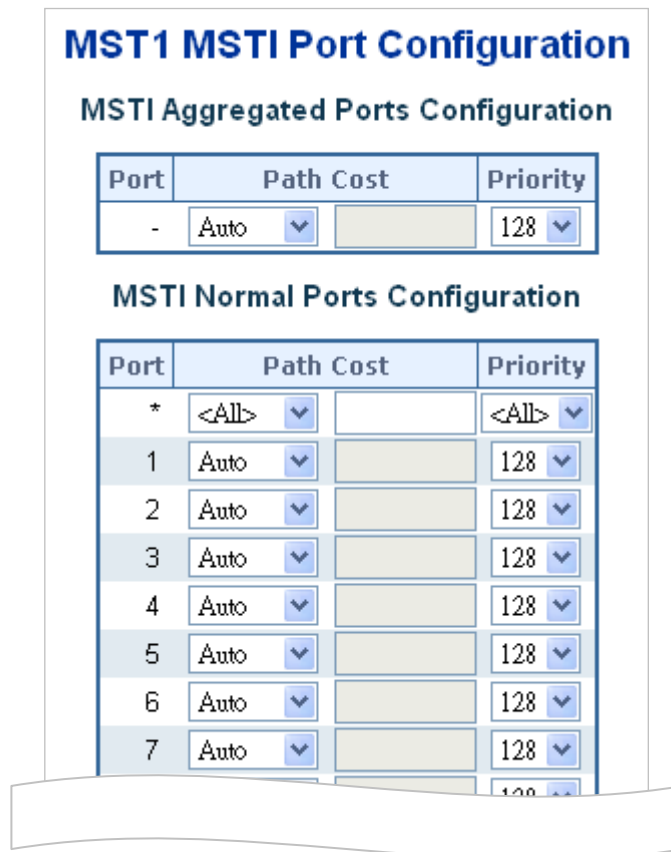 MST1 MSTI Port Configuration
MSTI Aggregated Ports Configuration
Port Path Cost Priority
- Auto 128
MSTI Normal Ports Configuration
Port Path Cost Priority
* <All> <All>
1 Auto 128
2 Auto 128
3 Auto 128
4 Auto 128
5 Auto 128
6 Auto 128
7 Auto 128